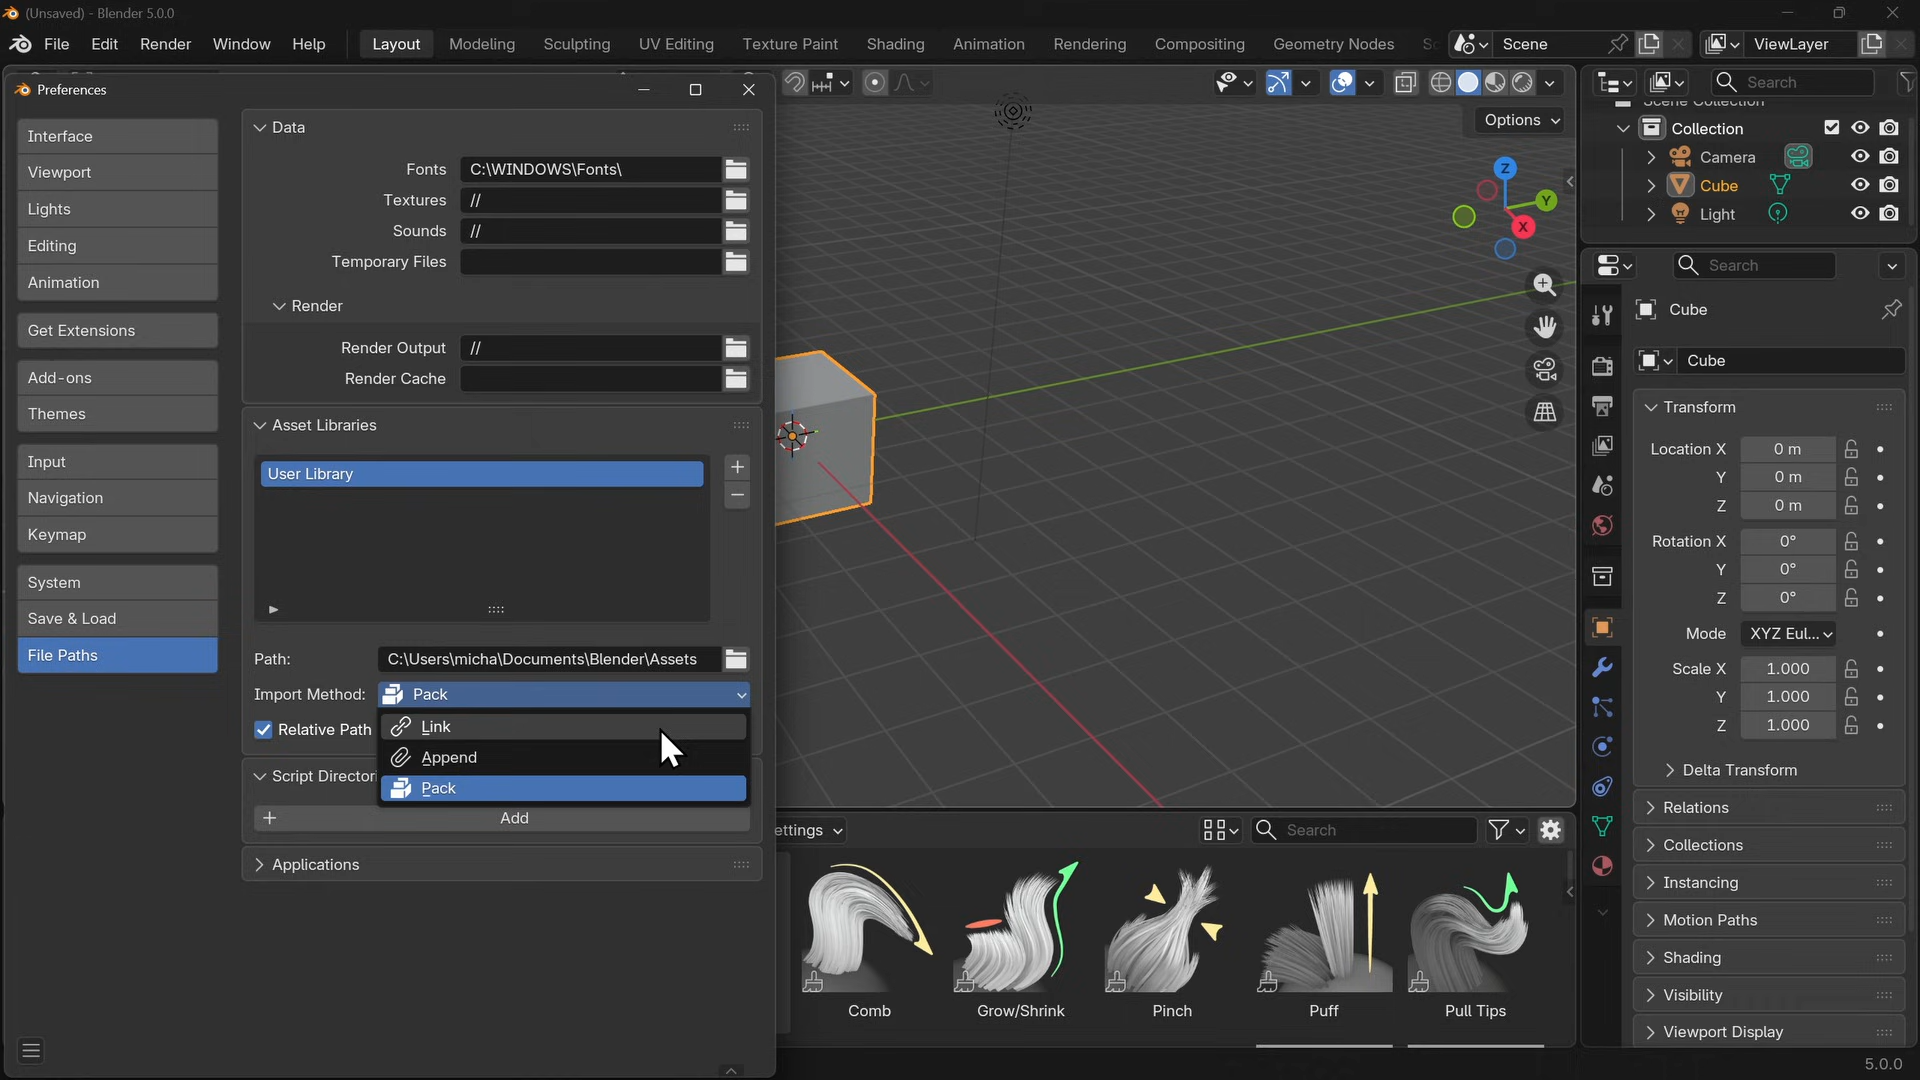 (Unsaved) - Blender 5.0.0
File Edit Render Window Help
Layout Modeling Sculpting UV Editing Texture Paint Shading Animation Rendering Compositing Geometry Nodes
Scene
ViewLayer
Preferences
Interface
Viewport
Lights
Editing
Animation
Get Extensions
Add-ons
Themes
Input
Navigation
Keymap
System
Save & Load
File Paths
Data
Fonts C:\WINDOWS\Fonts\
Textures //
Sounds //
Temporary Files
Render
Render Output //
Render Cache
Asset Libraries
User Library
Path: C:\Users\micha\Documents\Blender\Assets
Import Method: Pack
Relative Path
Link
Append
Pack
Script Directori
Add
Applications
Options
Z
Y
X
ettings
Search
Comb
Grow/Shrink
Pinch
Puff
Pull Tips
Search
Scene Collection
Collection
Camera
Cube
Light
Search
Cube
Cube
Transform
Location X 0 m
Y 0 m
Z 0 m
Rotation X 0°
Y 0°
Z 0°
Mode XYZ Eul...
Scale X 1.000
Y 1.000
Z 1.000
Delta Transform
Relations
Collections
Instancing
Motion Paths
Shading
Visibility
Viewport Display
5.0.0